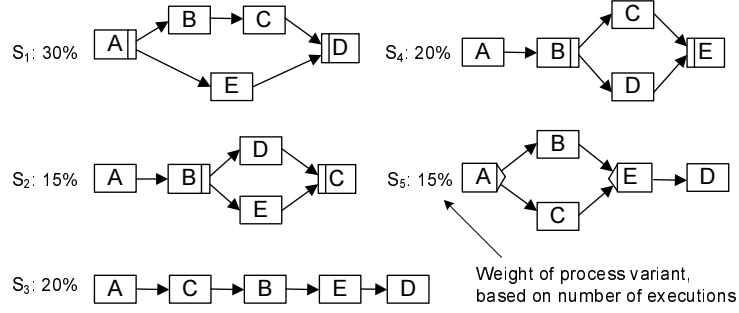 S1: 30%
A
B
C
E
D
S4: 20%
A
B
C
D
E
S2: 15%
A
B
D
E
C
S5: 15%
A
B
C
E
D
S3: 20%
A
C
B
E
D
Weight of process variant,
based on number of executions